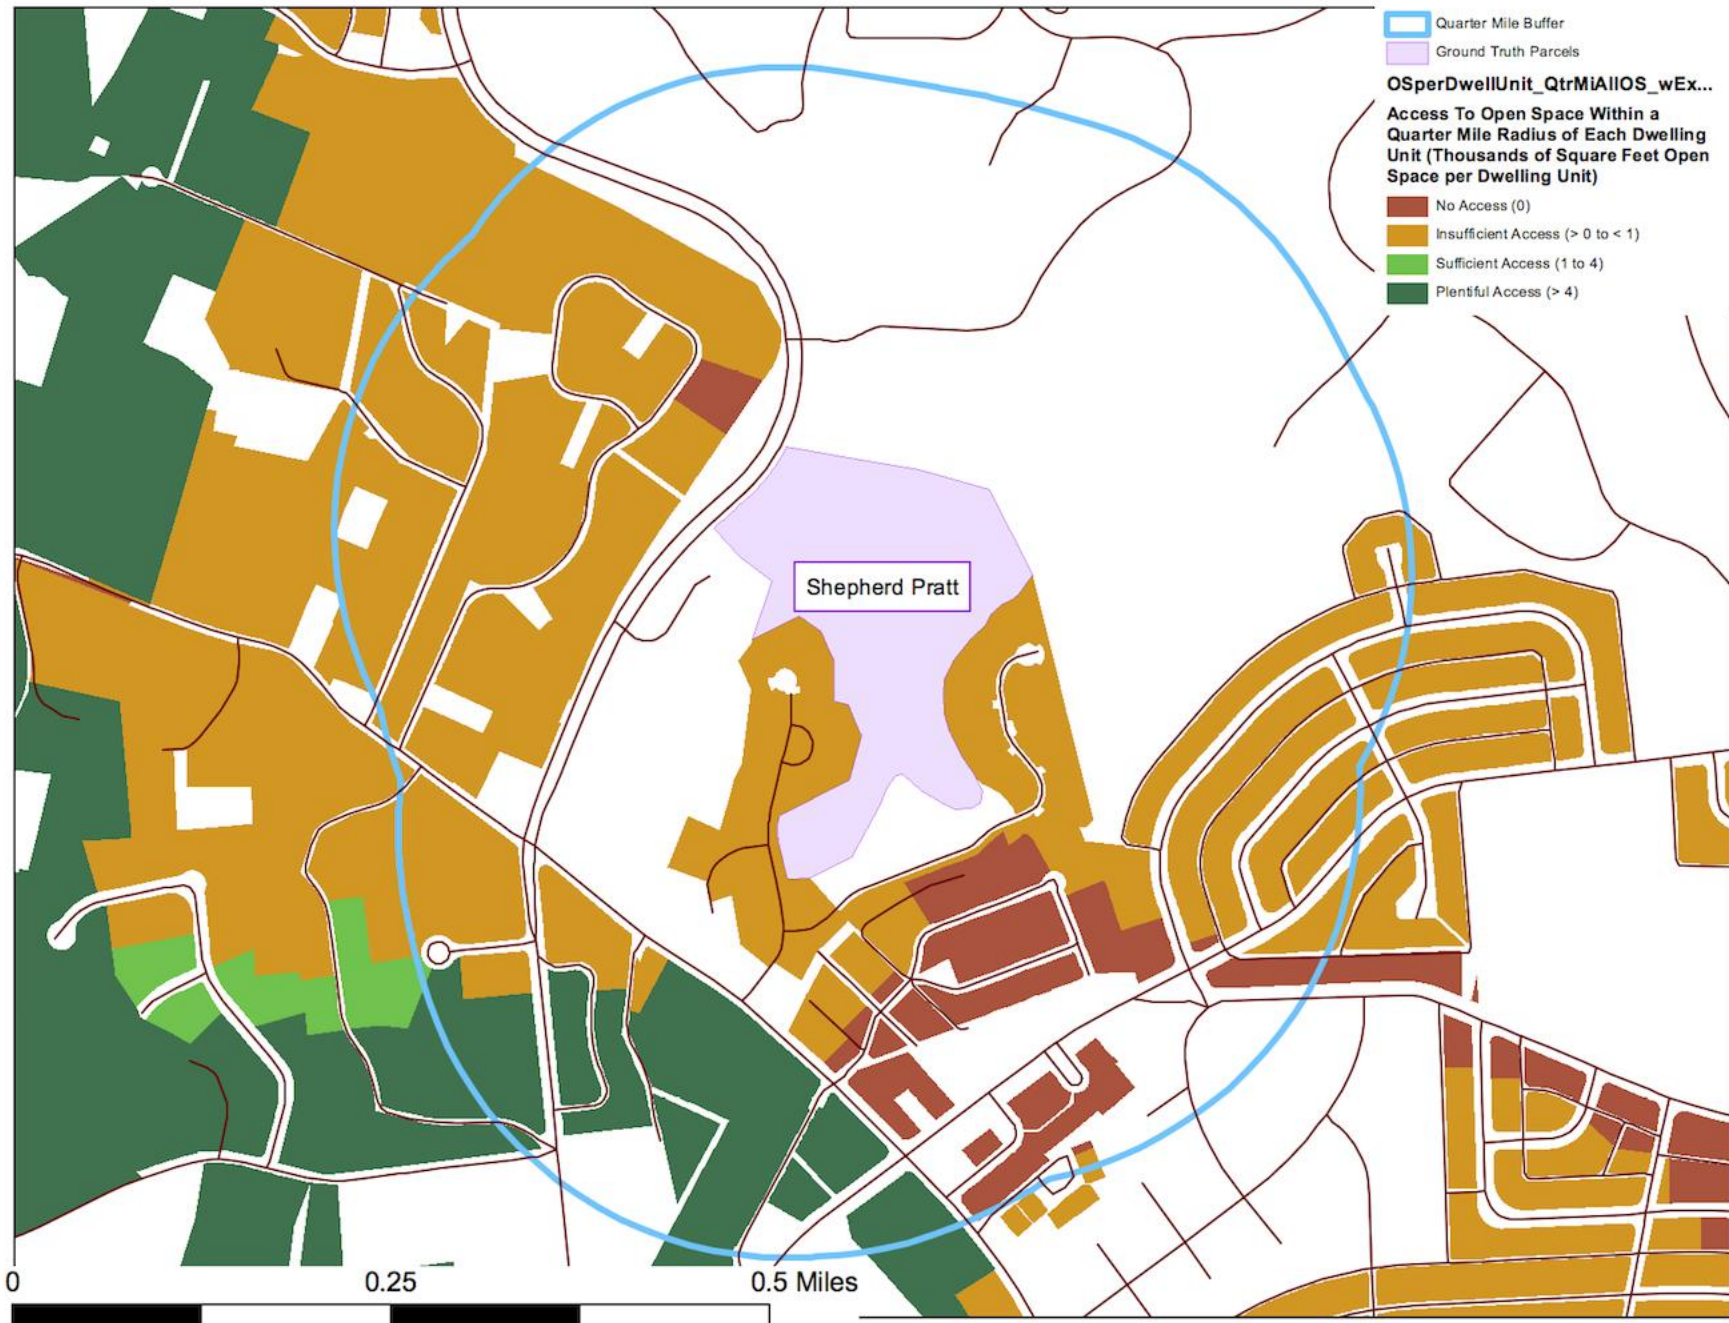 Quarter Mile Buffer
Ground Truth Parcels
OSperDwellUnit_QtrMiAllOS_wEx...
Access To Open Space Within a
Quarter Mile Radius of Each Dwelling
Unit (Thousands of Square Feet Open
Space per Dwelling Unit)
No Access (0)
Insufficient Access (> 0 to < 1)
Sufficient Access (1 to 4)
Plentiful Access (> 4)
Shepherd Pratt
0 0.25 0.5 Miles